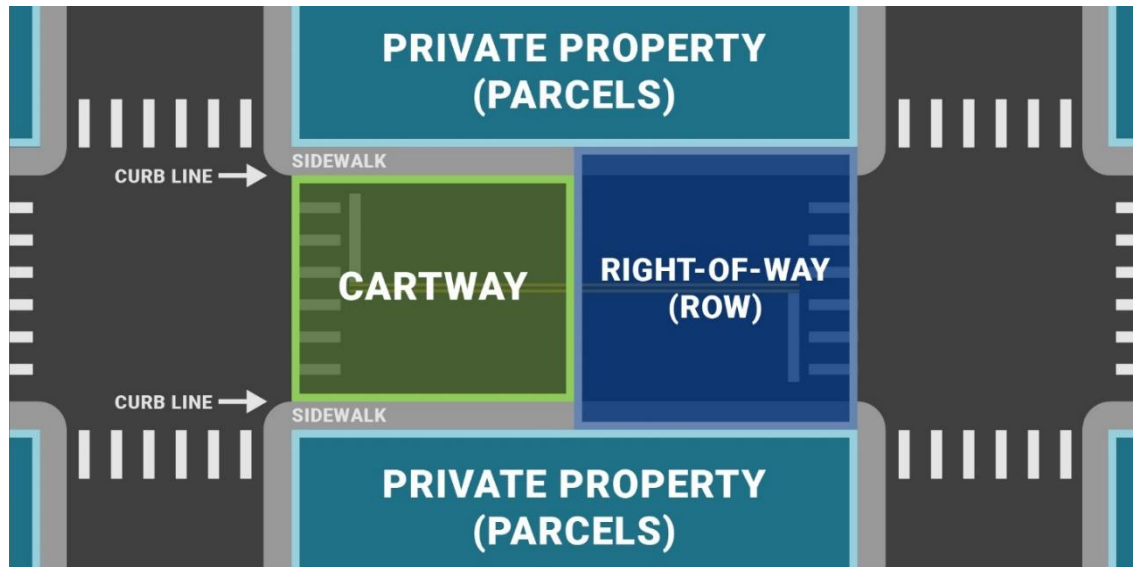 PRIVATE PROPERTY
(PARCELS)
SIDEWALK
CURB LINE
CARTWAY
RIGHT-OF-WAY
(ROW)
CURB LINE
SIDEWALK
PRIVATE PROPERTY
(PARCELS)